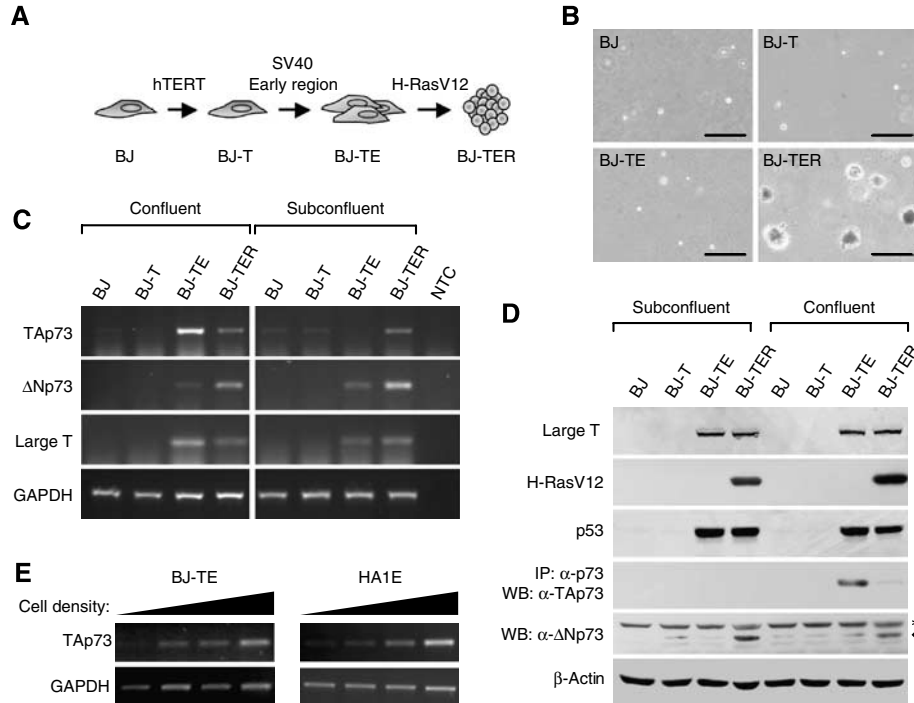 A
hTERT
SV40
Early region
H-RasV12
BJ
BJ-T
BJ-TE
BJ-TER
B
BJ
BJ-T
BJ-TE
BJ-TER
C
Confluent
Subconfluent
BJ
BJ-T
BJ-TE
BJ-TER
BJ
BJ-T
BJ-TE
BJ-TER
NTC
TAp73
ΔNp73
Large T
GAPDH
D
Subconfluent
Confluent
BJ
BJ-T
BJ-TE
BJ-TER
BJ
BJ-T
BJ-TE
BJ-TER
Large T
H-RasV12
p53
IP: α-p73
WB: α-TAp73
WB: α-ΔNp73
*
β-Actin
E
BJ-TE
HA1E
Cell density:
TAp73
GAPDH